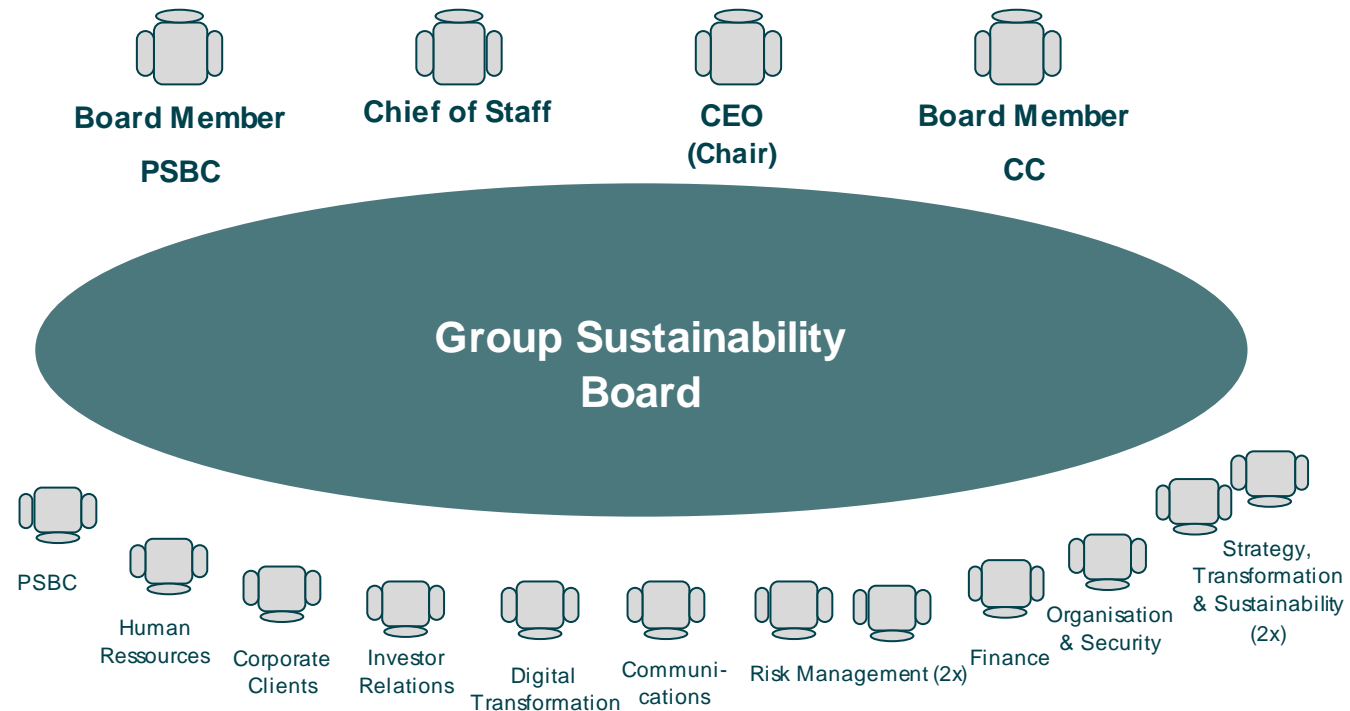 Board Member
PSBC
Chief of Staff
CEO
(Chair)
Board Member
CC
Group Sustainability
Board
PSBC
Human
Ressources
Corporate
Clients
Investor
Relations
Digital
Transformation
Communi-
cations
Risk Management (2x)
Finance
Organisation
& Security
Strategy,
Transformation
& Sustainability
(2x)